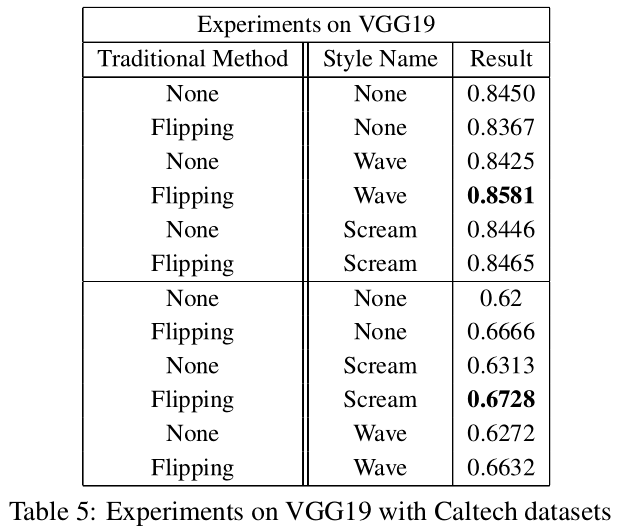 Experiments on VGG19
Traditional Method Style Name Result
None None 0.8450
Flipping None 0.8367
None Wave 0.8425
Flipping Wave 0.8581
None Scream 0.8446
Flipping Scream 0.8465
None None 0.62
Flipping None 0.6666
None Scream 0.6313
Flipping Scream 0.6728
None Wave 0.6272
Flipping Wave 0.6632
Table 5: Experiments on VGG19 with Caltech datasets